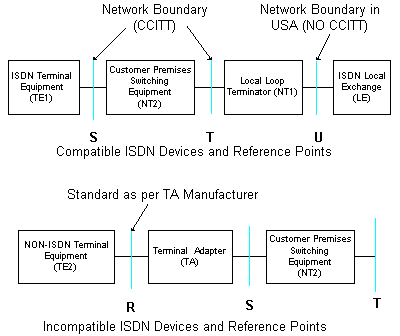 Network Boundary
(CCITT)
Network Boundary in
USA (NO CCITT)
ISDN Terminal
Equipment
(TE1)
Customer Premises
Switching
Equipment
(NT2)
Local Loop
Terminator (NT1)
ISDN Local
Exchange
(LE)
S
T
U
Compatible ISDN Devices and Reference Points
Standard as per TA Manufacturer
NON-ISDN Terminal
Equipment
(TE2)
Terminal Adapter
(TA)
Customer Premises
Switching
Equipment
(NT2)
R
S
T
Incompatible ISDN Devices and Reference Points